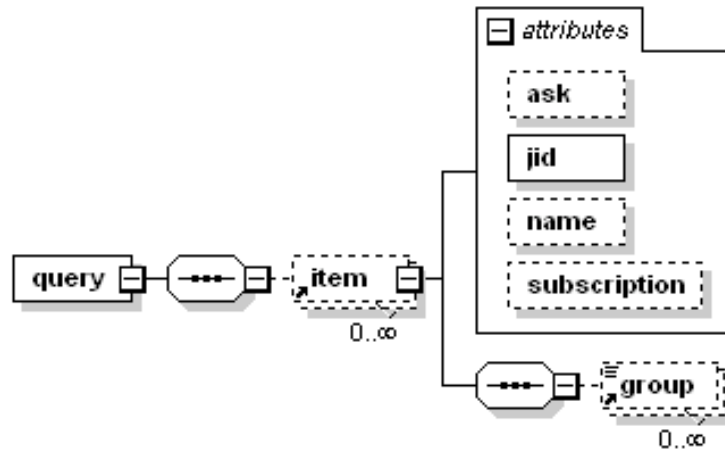 attributes
ask
jid
name
subscription
query
item
0..∞
group
0..∞